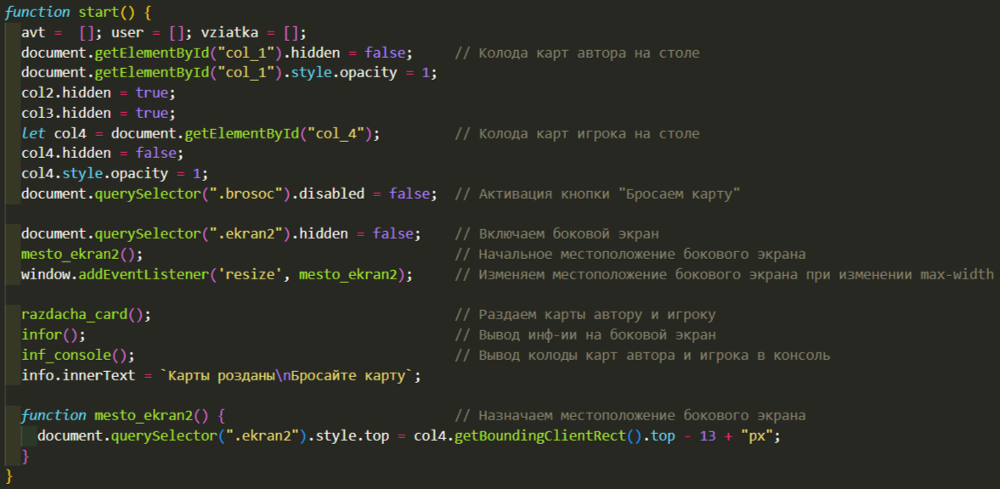 function start() {
avt =  []; user = []; vziatka = [];
document.getElementById("col_1").hidden = false;     // Колода карт автора на столе
document.getElementById("col_1").style.opacity = 1;
col2.hidden = true;
col3.hidden = true;
let col4 = document.getElementById("col_4");         // Колода карт игрока на столе
col4.hidden = false;
col4.style.opacity = 1;
document.querySelector(".brosoc").disabled = false;  // Активация кнопки "Бросаем карту"
document.querySelector(".ekran2").hidden = false;    // Включаем боковой экран
mesto_ekran2();                                      // Начальное местоположение бокового экрана
window.addEventListener('resize', mesto_ekran2);     // Изменяем местоположение бокового экрана при изменении max-width
razdacha_card();                                     // Раздаем карты автору и игроку
infor();                                             // Вывод инф-ии на боковой экран
inf_console();                                       // Вывод колоды карт автора и игрока в консоль
info.innerText = `Карты розданы\nБросайте карту`;
function mesto_ekran2() {                            // Назначаем местоположение бокового экрана
document.querySelector(".ekran2").style.top = col4.getBoundingClientRect().top - 13 + "px";
}
}